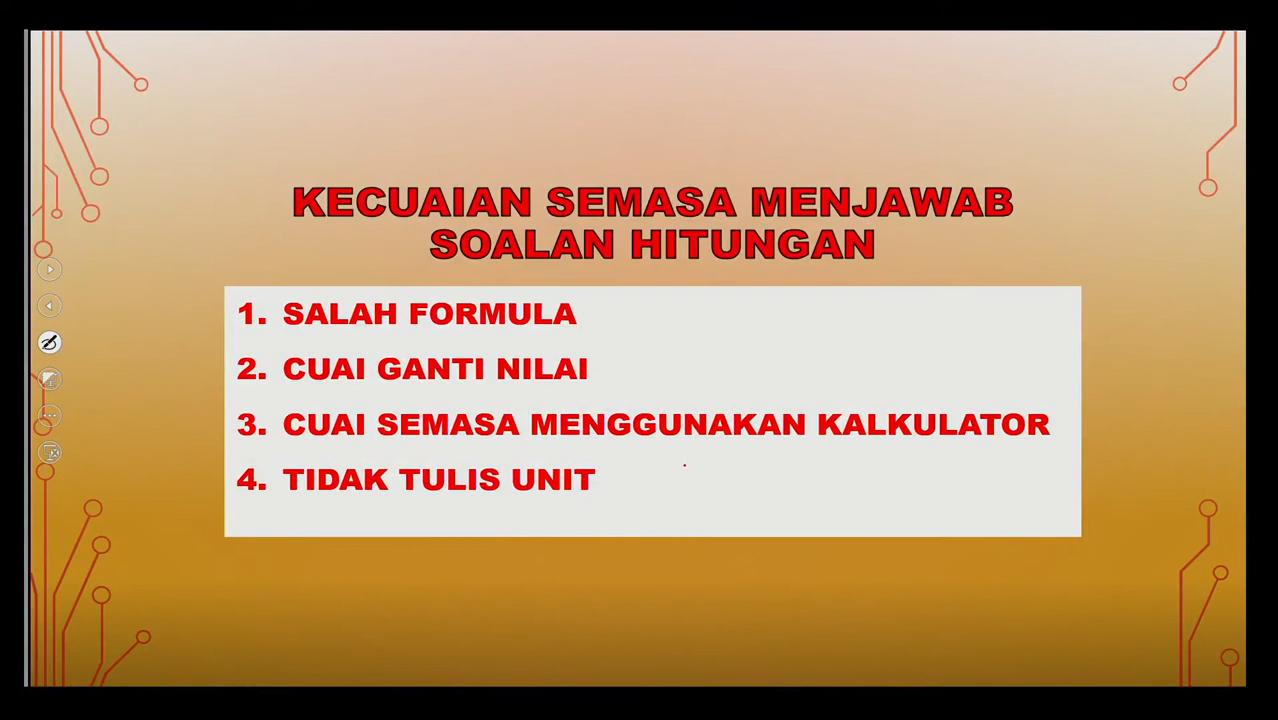 KECUAIAN SEMASA MENJAWAB
SOALAN HITUNGAN
1. SALAH FORMULA
2. CUAI GANTI NILAI
3. CUAI SEMASA MENGGUNAKAN KALKULATOR
4. TIDAK TULIS UNIT